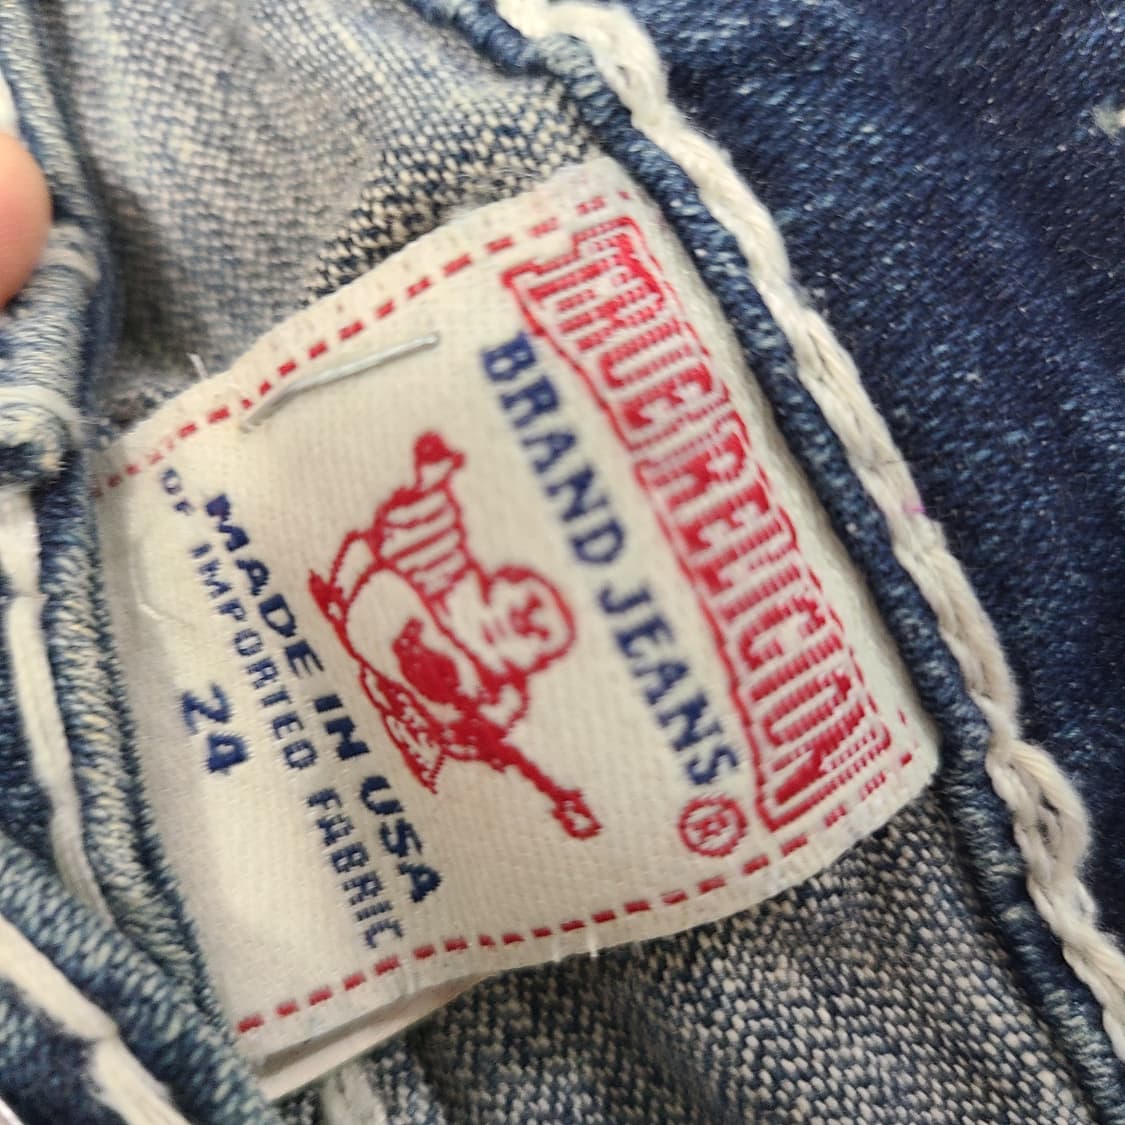 TRUE RELIGION
BRAND JEANS®
MADE IN USA
OF IMPORTED FABRIC
24